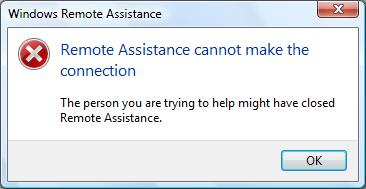 Windows Remote Assistance
Remote Assistance cannot make the
connection
The person you are trying to help might have closed
Remote Assistance.
OK